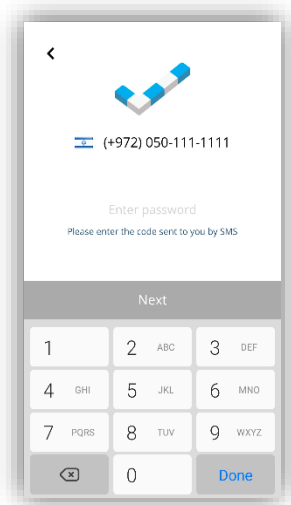 (+972) 050-111-1111
Enter password
Please enter the code sent to you by SMS
Next
1
2 ABC
3 DEF
4 GHI
5 JKL
6 MNO
7 PQRS
8 TUV
9 WXYZ
0
Done